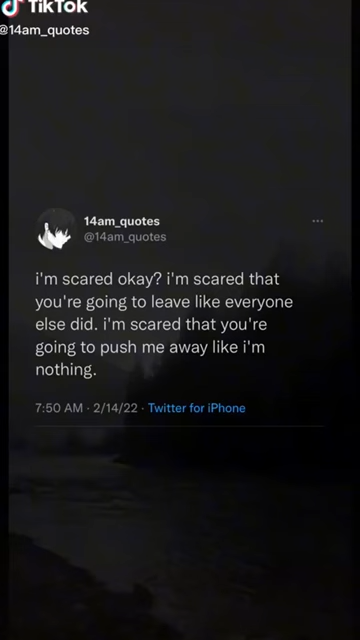 TikTok
@14am_quotes
14am_quotes
@14am_quotes
i'm scared okay? i'm scared that
you're going to leave like everyone
else did. i'm scared that you're
going to push me away like i'm
nothing.
7:50 AM · 2/14/22 · Twitter for iPhone